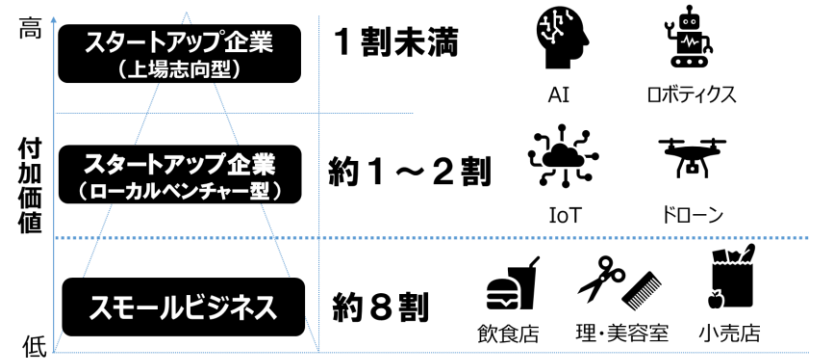 高
付加価値
低
スタートアップ企業
（上場志向型）
１割未満
AI
ロボティクス
スタートアップ企業
（ローカルベンチャー型）
約１～２割
IoT
ドローン
スモールビジネス
約８割
飲食店
理・美容室
小売店